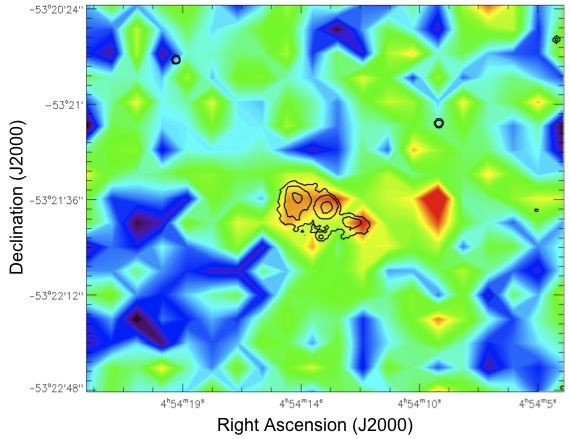 Declination (J2000)
−53°20'24"
−53°21'
−53°21'36"
−53°22'12"
−53°22'48"
4ʰ54ᵐ19ˢ 4ʰ54ᵐ14ˢ 4ʰ54ᵐ10ˢ 4ʰ54ᵐ5ˢ
Right Ascension (J2000)